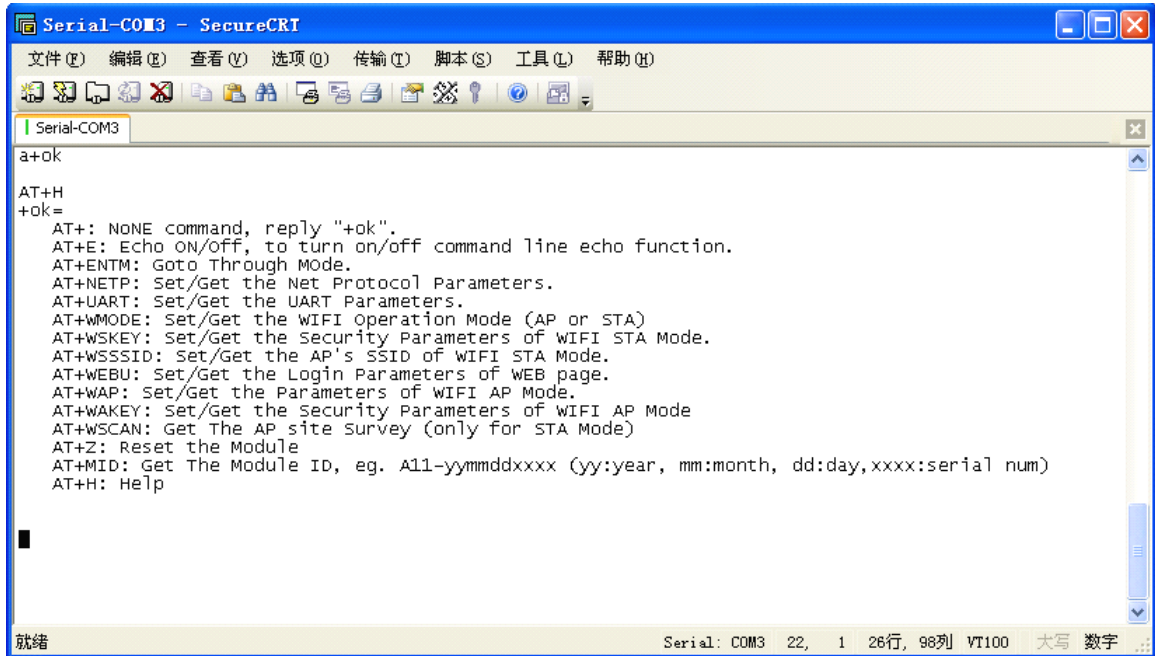 Serial-COM3 - SecureCRT
文件(F) 编辑(E) 查看(V) 选项(O) 传输(T) 脚本(S) 工具(L) 帮助(H)
Serial-COM3
a+ok
AT+H
+ok=
AT+: NONE command, reply "+ok".
AT+E: Echo ON/Off, to turn on/off command line echo function.
AT+ENTM: Goto Through MOde.
AT+NETP: Set/Get the Net Protocol Parameters.
AT+UART: Set/Get the UART Parameters.
AT+WMODE: Set/Get the WIFI Operation Mode (AP or STA)
AT+WSKEY: Set/Get the Security Parameters of WIFI STA Mode.
AT+WSSSID: Set/Get the AP's SSID of WIFI STA Mode.
AT+WEBU: Set/Get the Login Parameters of WEB page.
AT+WAP: Set/Get the Parameters of WIFI AP Mode.
AT+WAKEY: Set/Get the Security Parameters of WIFI AP Mode
AT+WSCAN: Get The AP site Survey (only for STA Mode)
AT+Z: Reset the Module
AT+MID: Get The Module ID, eg. A11-yymmddxxxx (yy:year, mm:month, dd:day,xxxx:serial num)
AT+H: Help
就绪 Serial: COM3 22, 1 26行, 98列 VT100 大写 数字